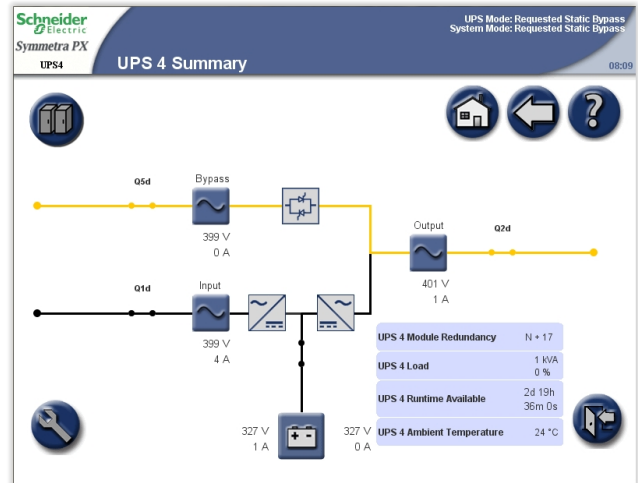 Schneider
Electric
Symmetra PX
UPS4
UPS 4 Summary
UPS Mode: Requested Static Bypass
System Mode: Requested Static Bypass
08:09
Q5d
Bypass
399 V
0 A
Output
Q2d
401 V
1 A
Q1d
Input
399 V
4 A
UPS 4 Module Redundancy N + 17
UPS 4 Load 1 kVA
0 %
UPS 4 Runtime Available 2d 19h
36m 0s
UPS 4 Ambient Temperature 24 °C
327 V
1 A
327 V
0 A